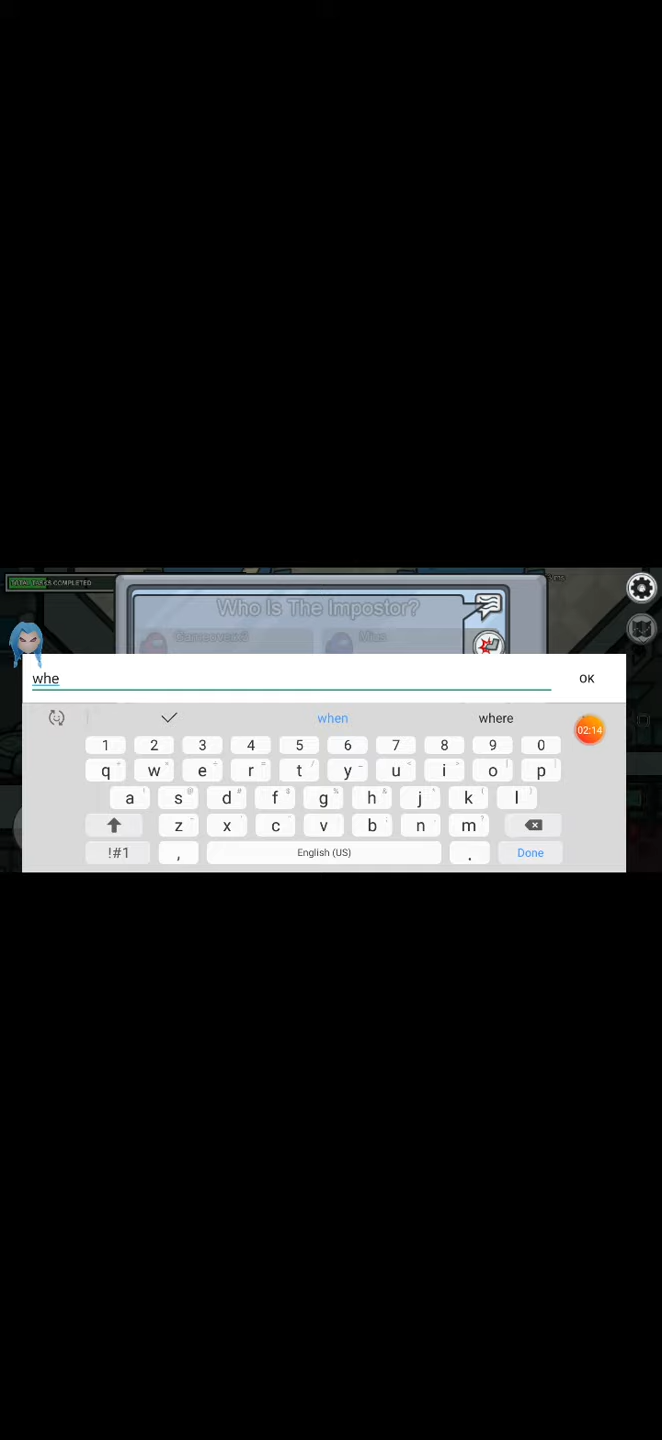 TOTAL TASKS COMPLETED
Who Is The Impostor?
whe
OK
when
where
02:14
1 2 3 4 5 6 7 8 9 0
q w e r t y u i o p
a s d f g h j k l
z x c v b n m
!#1 , English (US) . Done